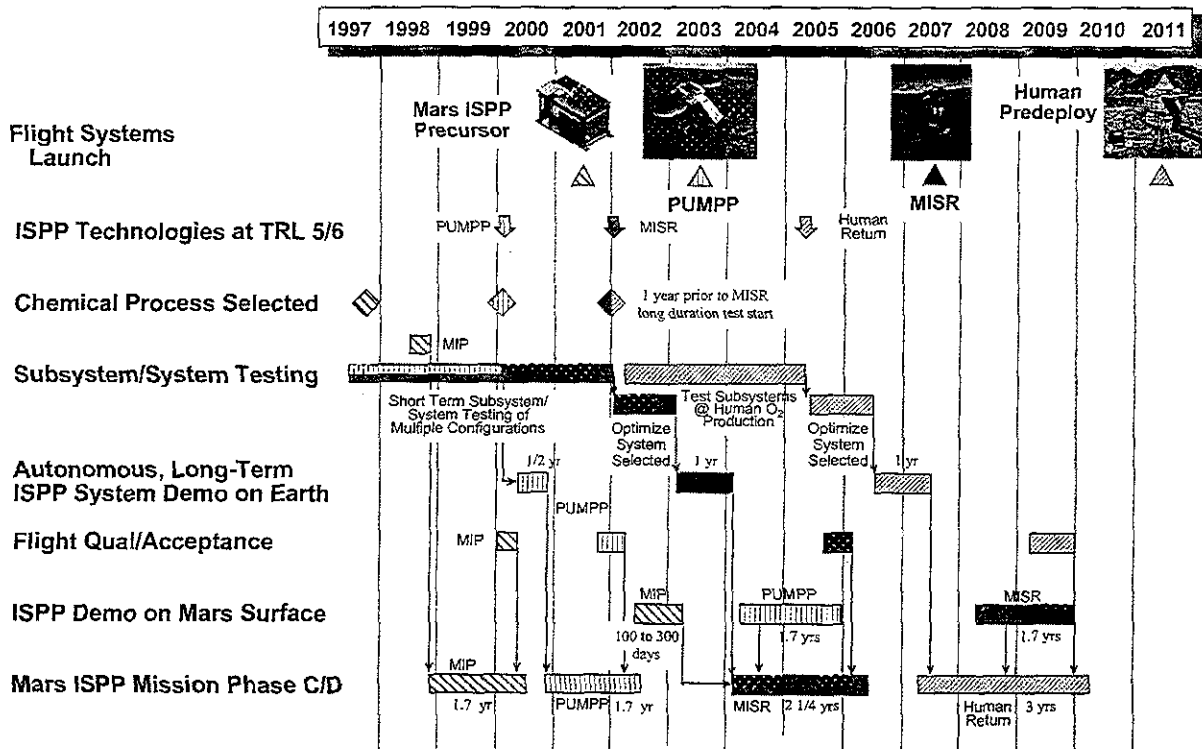 1997 1998 1999 2000 2001 2002 2003 2004 2005 2006 2007 2008 2009 2010 2011
Flight Systems
Launch
Mars ISPP
Precursor
PUMPP
MISR
Human
Predeploy
ISPP Technologies at TRL 5/6
PUMPP
MISR
Human
Return
Chemical Process Selected
1 year prior to MISR
long duration test start
MIP
Subsystem/System Testing
Short Term Subsystem/
System Testing of
Multiple Configurations
Optimize
System
Selected
Test Subsystems
@ Human O2
Production
Optimize
System
Selected
Autonomous, Long-Term
ISPP System Demo on Earth
1/2 yr
PUMPP
1 yr
1 yr
Flight Qual/Acceptance
MIP
ISPP Demo on Mars Surface
100 to 300
days
PUMPP
1.7 yrs
MISR
1.7 yrs
Mars ISPP Mission Phase C/D
MIP
1.7 yr
PUMPP 1.7 yr
MISR 2 1/4 yrs
Human 3 yrs
Return